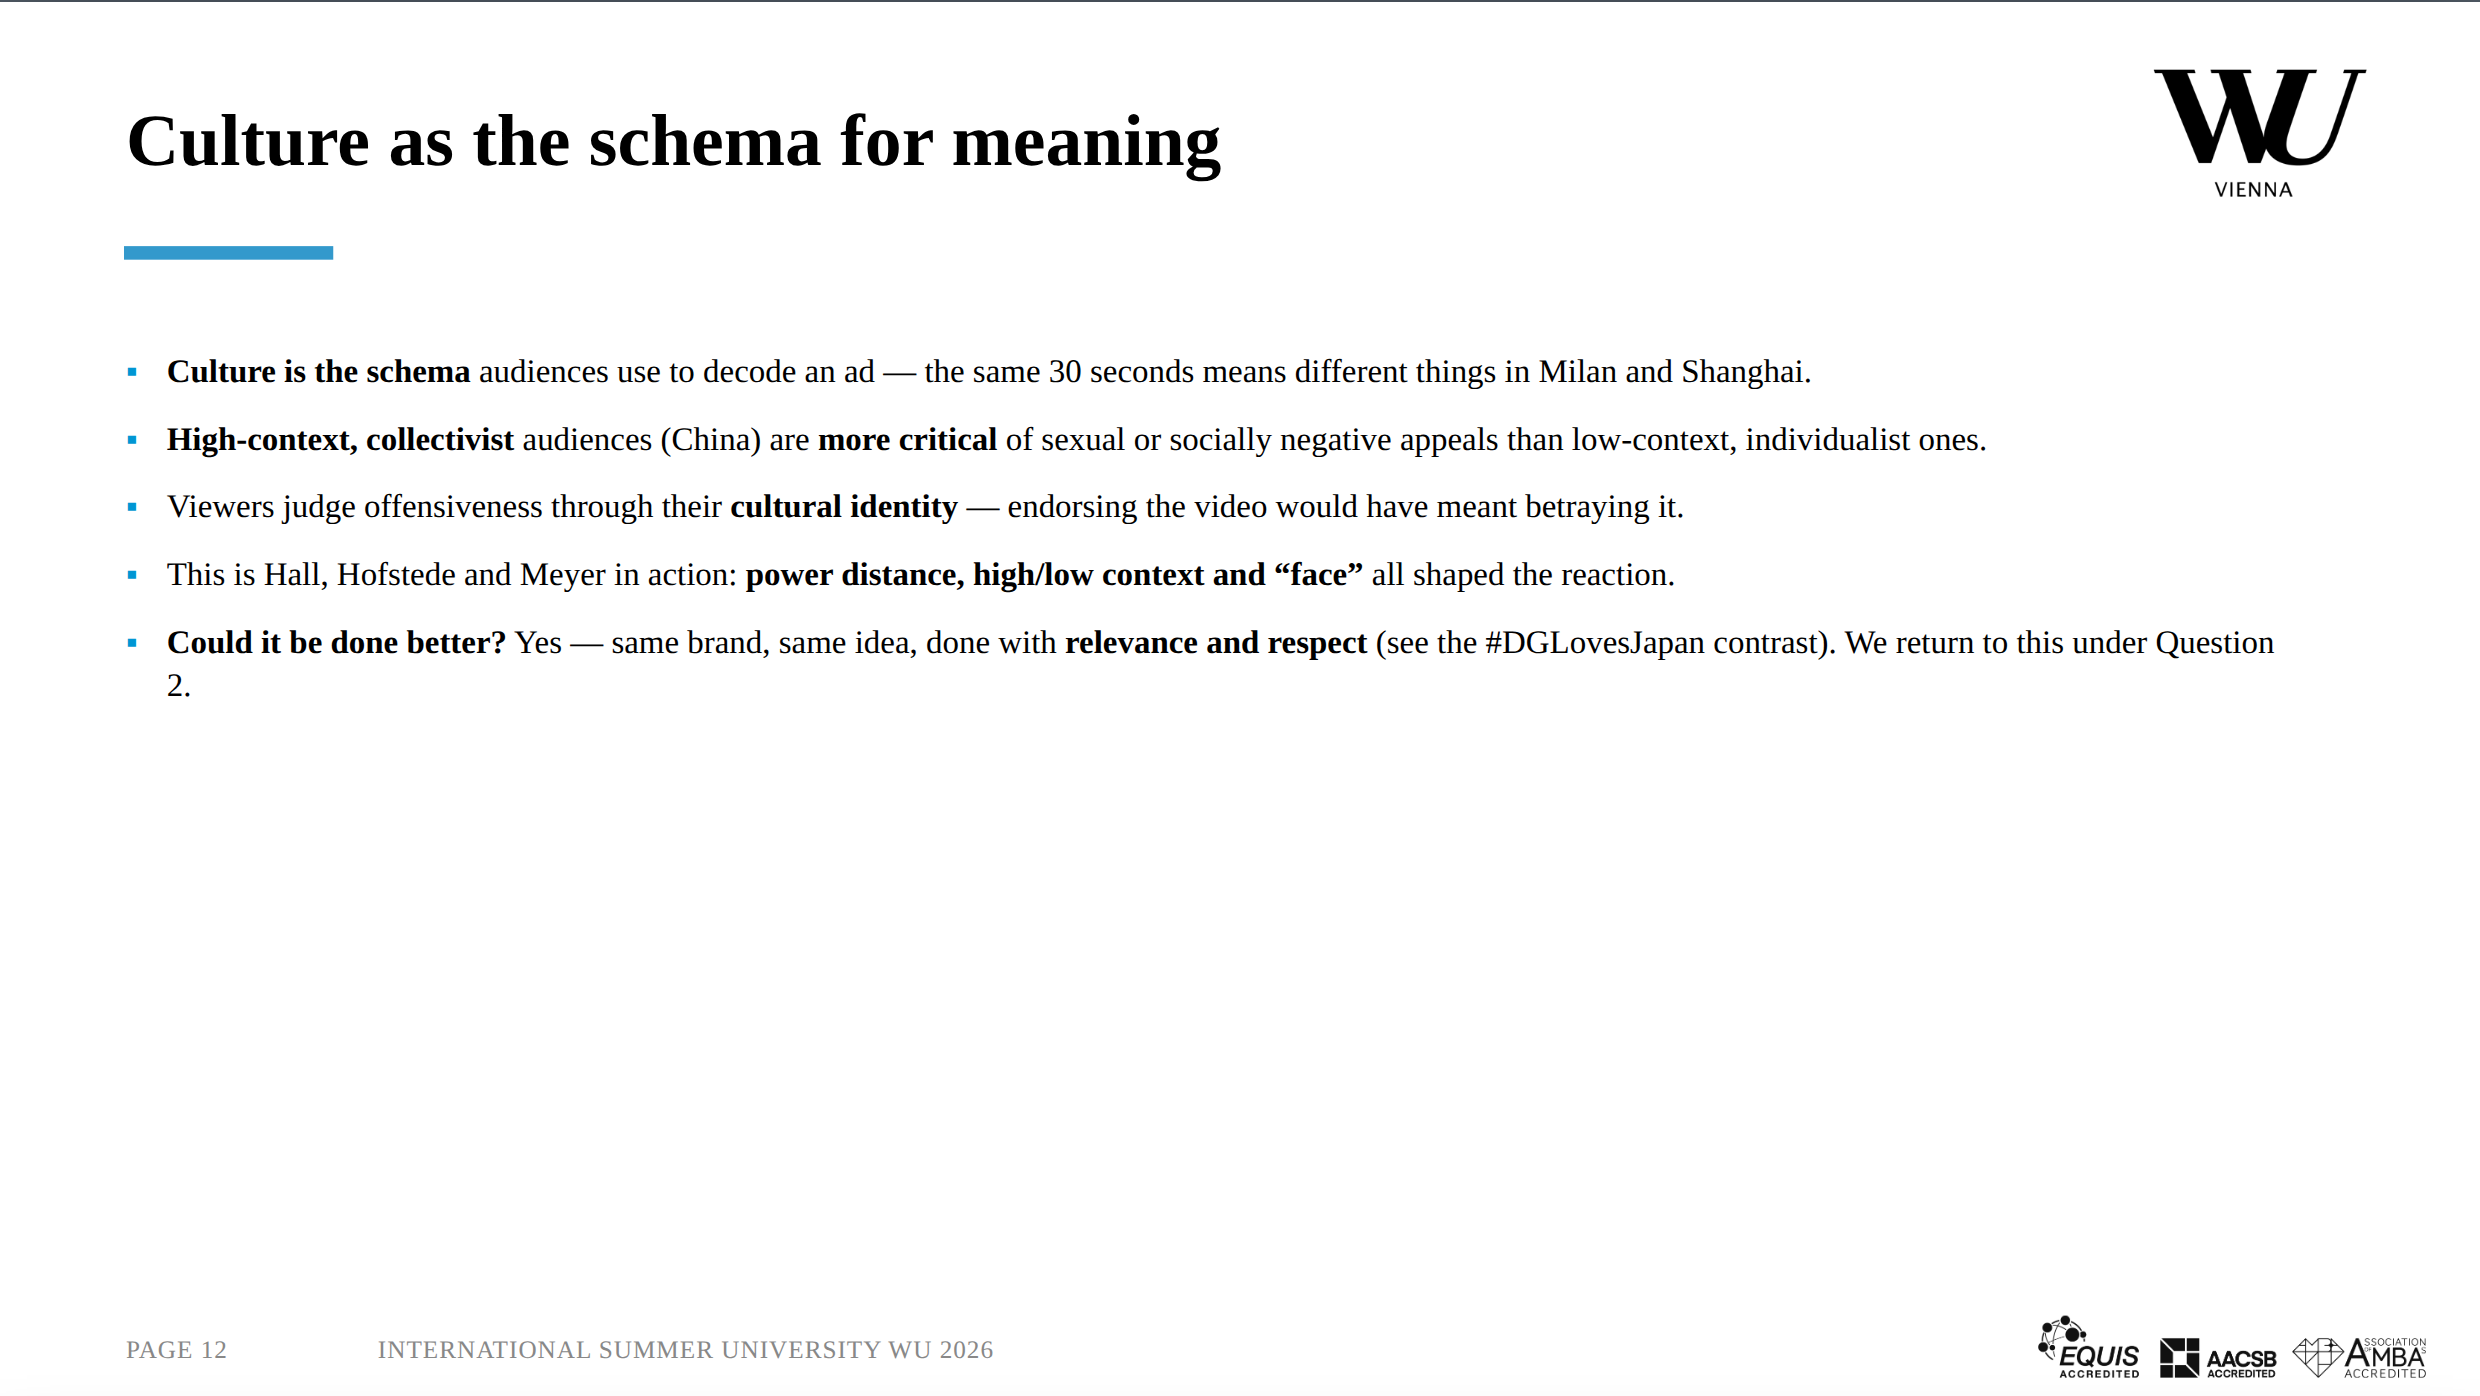 Culture as the schema for meaning
WU
VIENNA
▪ Culture is the schema audiences use to decode an ad — the same 30 seconds means different things in Milan and Shanghai.
▪ High-context, collectivist audiences (China) are more critical of sexual or socially negative appeals than low-context, individualist ones.
▪ Viewers judge offensiveness through their cultural identity — endorsing the video would have meant betraying it.
▪ This is Hall, Hofstede and Meyer in action: power distance, high/low context and “face” all shaped the reaction.
▪ Could it be done better? Yes — same brand, same idea, done with relevance and respect (see the #DGLovesJapan contrast). We return to this under Question
2.
PAGE 12 INTERNATIONAL SUMMER UNIVERSITY WU 2026
EQUIS
ACCREDITED
AACSB
ACCREDITED
ASSOCIATION
OF
AMBAS
ACCREDITED